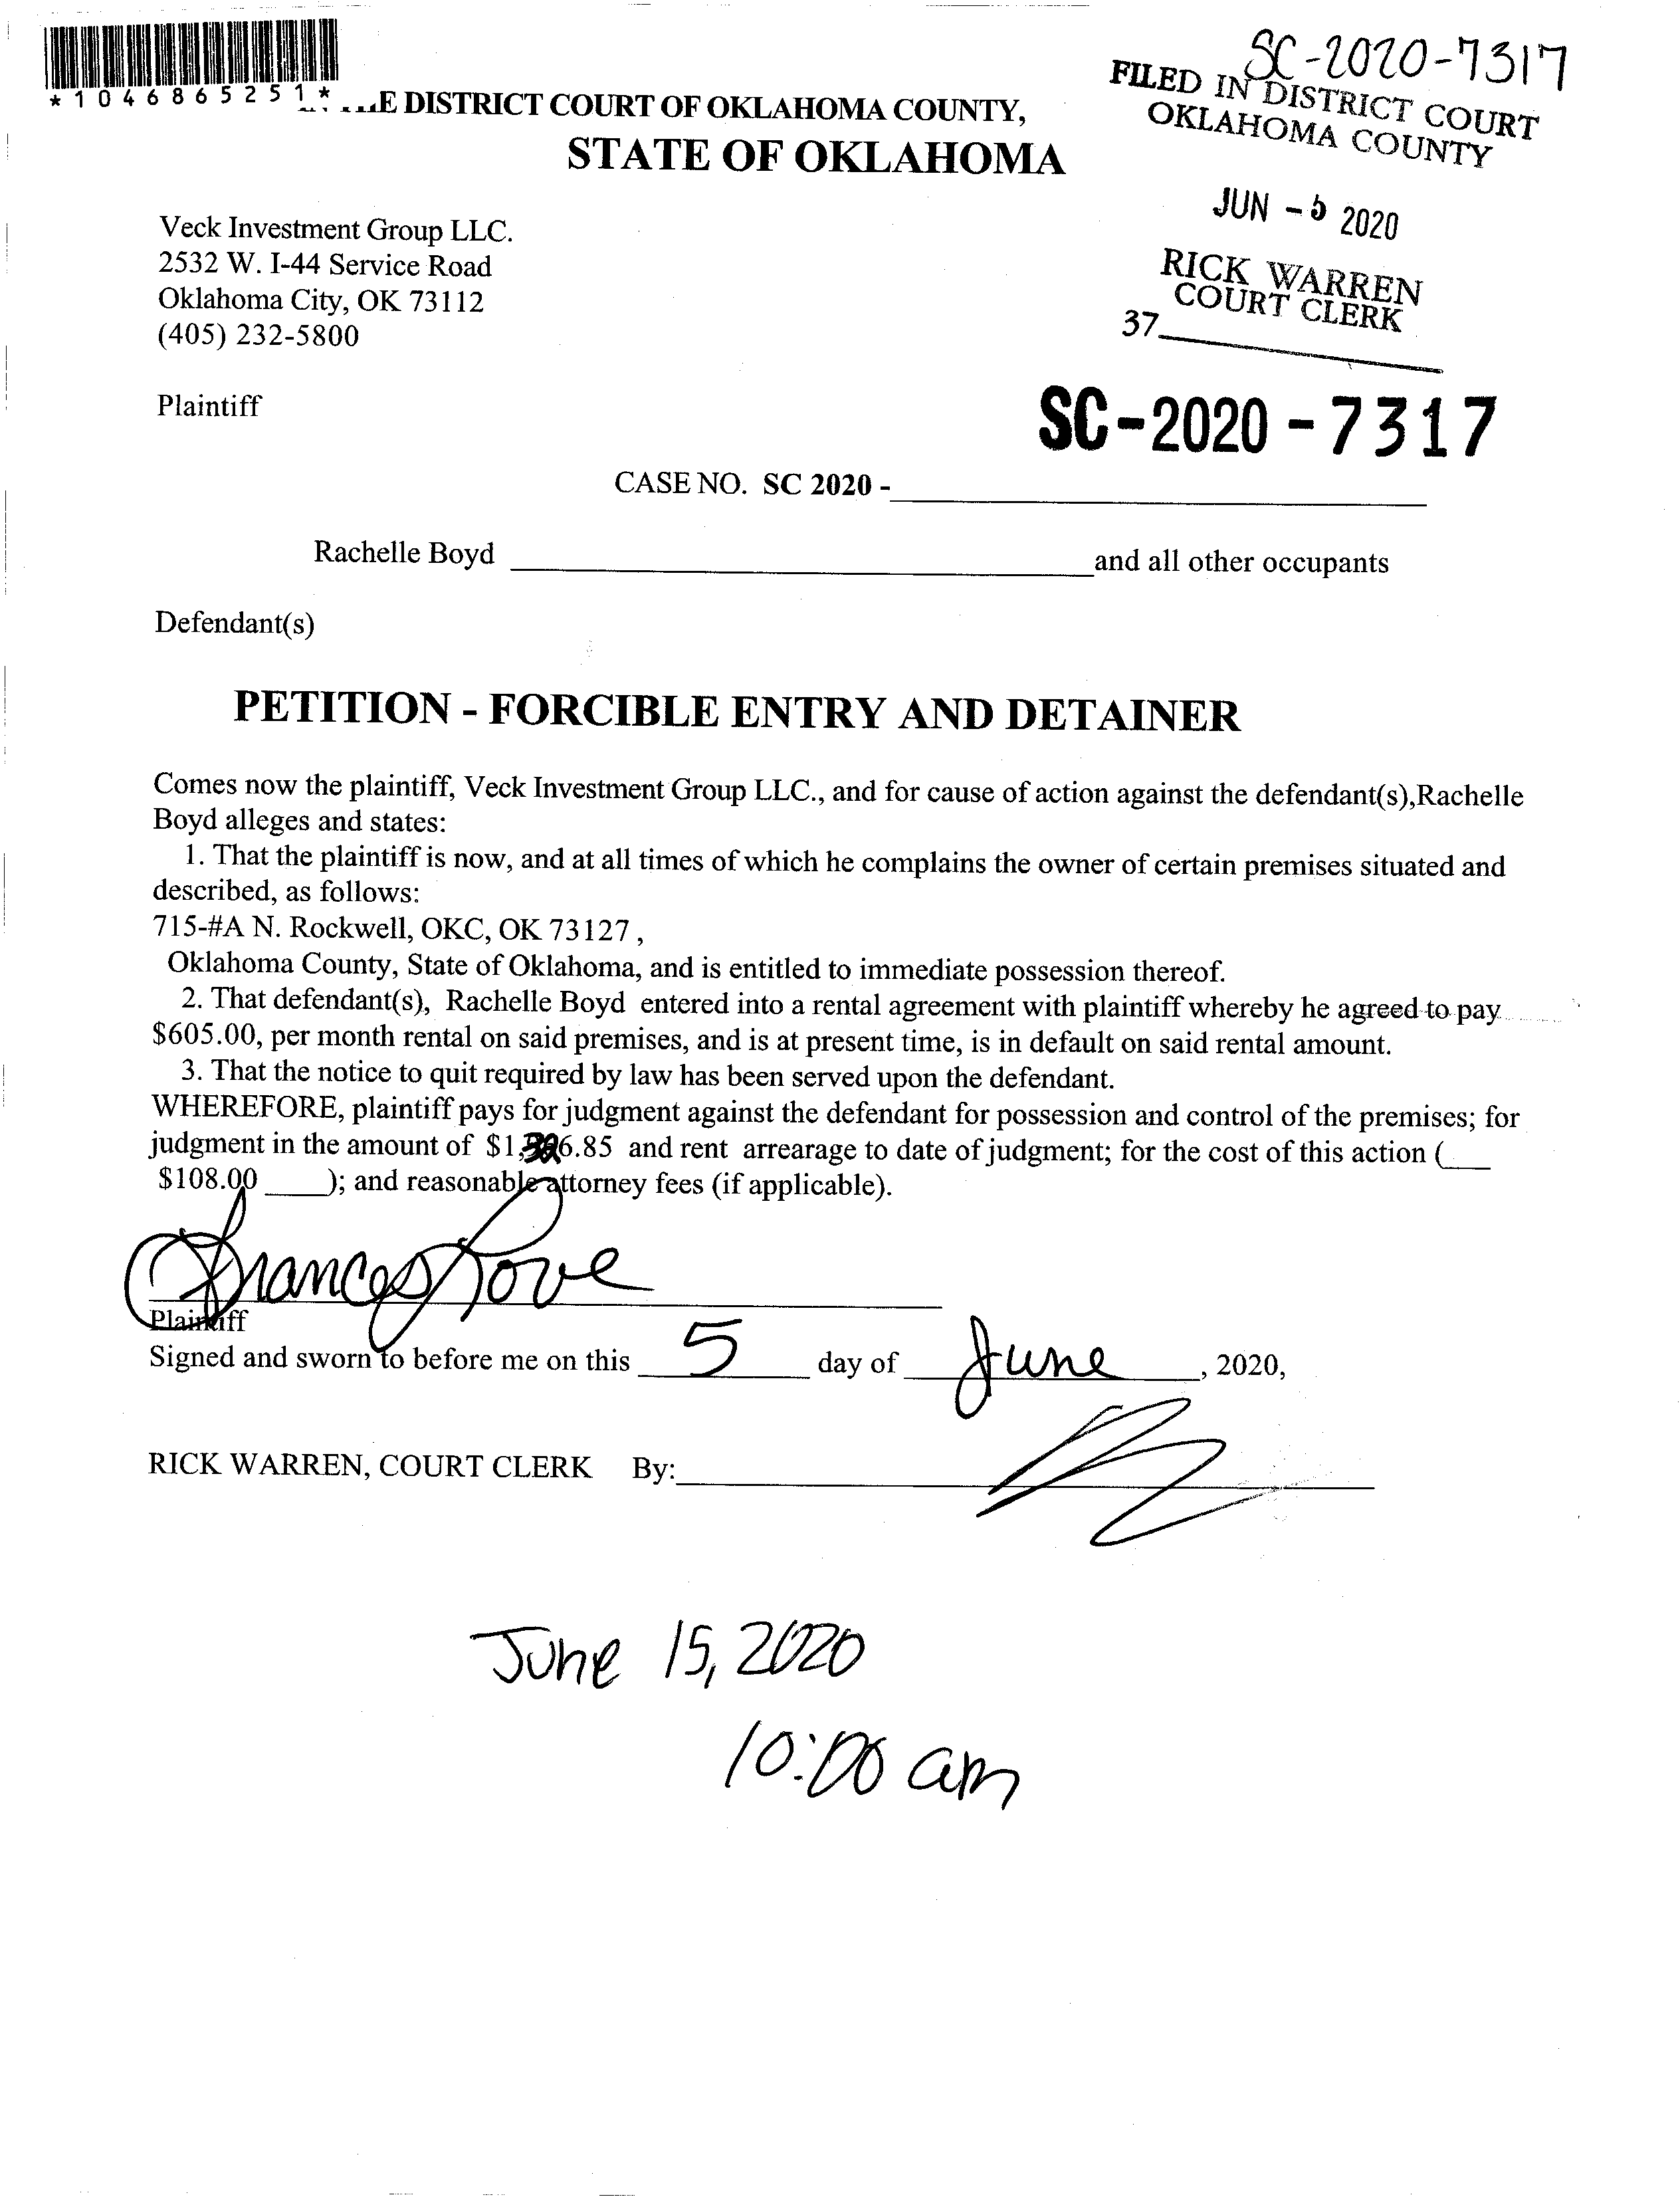 SC-2020-7317
FILED IN DISTRICT COURT
OKLAHOMA COUNTY
*1046865251*
E DISTRICT COURT OF OKLAHOMA COUNTY,
STATE OF OKLAHOMA
JUN - 5 2020
RICK WARREN
COURT CLERK
37
Veck Investment Group LLC.
2532 W. I-44 Service Road
Oklahoma City, OK 73112
(405) 232-5800
Plaintiff
SC-2020-7317
CASE NO. SC 2020 -
Rachelle Boyd and all other occupants
Defendant(s)
PETITION - FORCIBLE ENTRY AND DETAINER
Comes now the plaintiff, Veck Investment Group LLC., and for cause of action against the defendant(s),Rachelle
Boyd alleges and states:
1. That the plaintiff is now, and at all times of which he complains the owner of certain premises situated and
described, as follows:
715-#A N. Rockwell, OKC, OK 73127 ,
Oklahoma County, State of Oklahoma, and is entitled to immediate possession thereof.
2. That defendant(s), Rachelle Boyd entered into a rental agreement with plaintiff whereby he agreed to pay
$605.00, per month rental on said premises, and is at present time, is in default on said rental amount.
3. That the notice to quit required by law has been served upon the defendant.
WHEREFORE, plaintiff pays for judgment against the defendant for possession and control of the premises; for
judgment in the amount of and rent arrearage to date of judgment; for the cost of this action (
$108.00 ); and reasonable attorney fees (if applicable).
Frances Love
Plaintiff
Signed and sworn to before me on this 5 day of June , 2020,
RICK WARREN, COURT CLERK By:
June 15, 2020
10:00 am